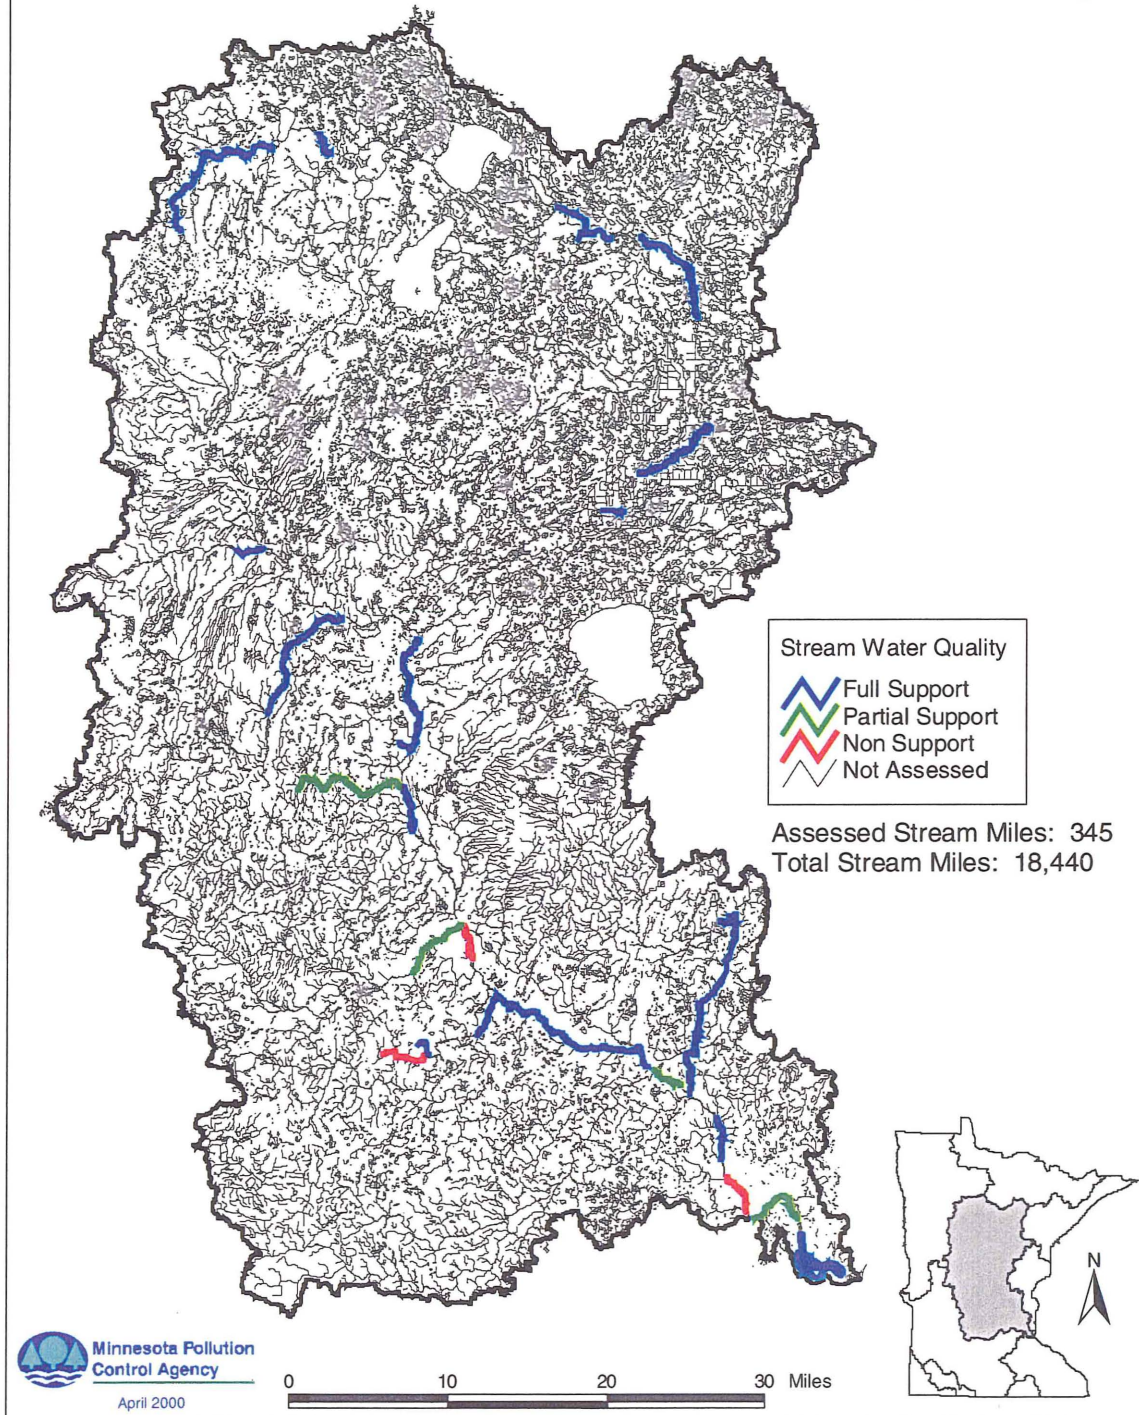 Stream Water Quality
Full Support
Partial Support
Non Support
Not Assessed
Assessed Stream Miles: 345
Total Stream Miles: 18,440
N
Minnesota Pollution
Control Agency
April 2000
0 10 20 30 Miles